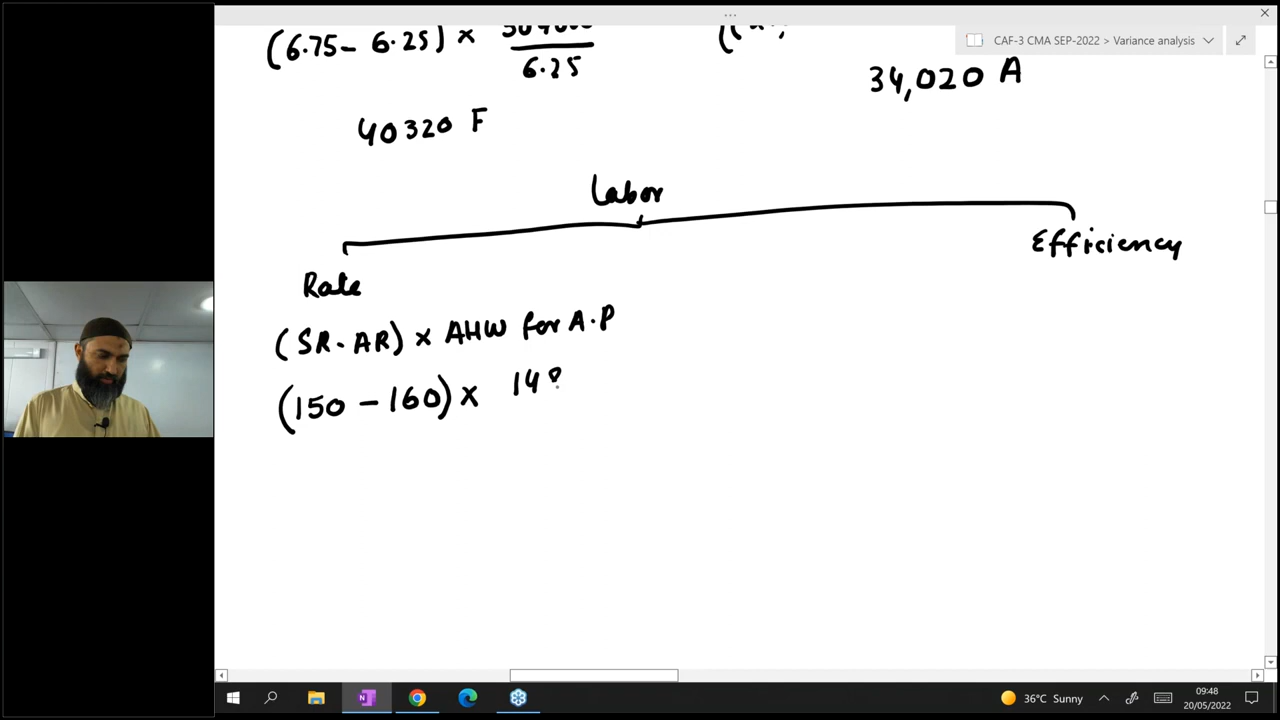 CAF-3 CMA SEP-2022 > Variance analysis
(6.75 - 6.25) ×
6.25
40320 F
34,020 A
Labor
Rate
Efficiency
(SR - AR) × AHW for A.P
(150 - 160) × 148
36°C Sunny
09:48
20/05/2022